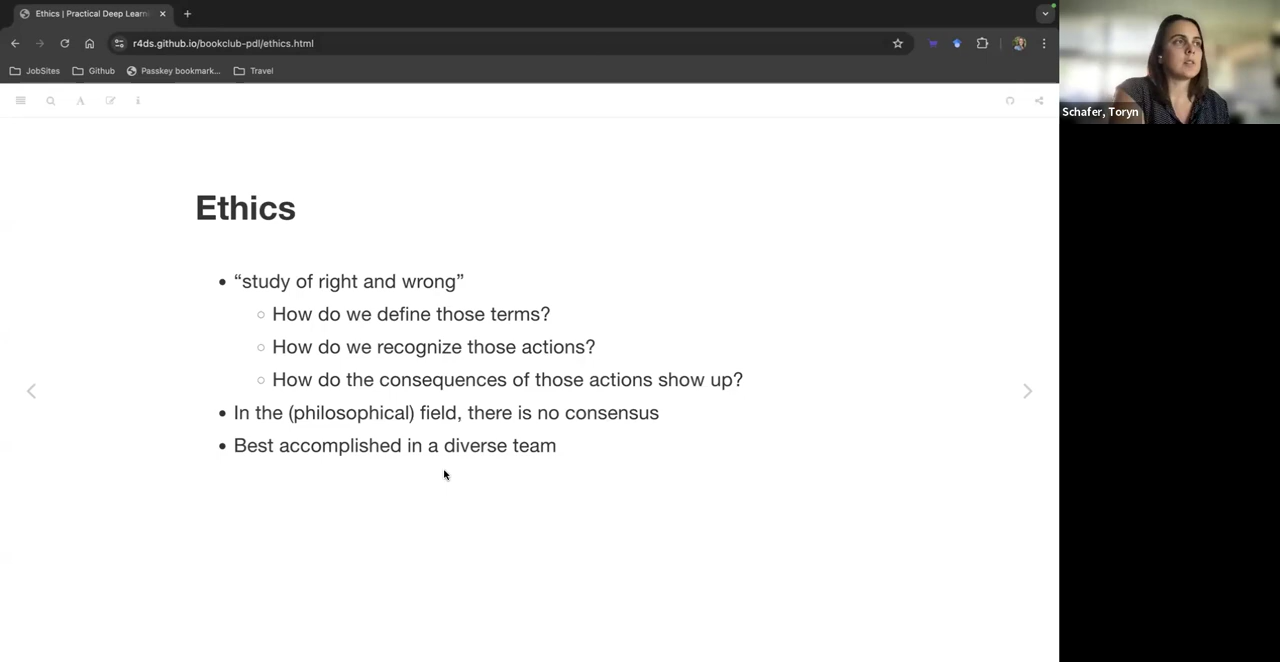 Ethics | Practical Deep Learn
r4ds.github.io/bookclub-pdl/ethics.html
JobSites
Github
Passkey bookmark...
Travel
Schafer, Toryn
Ethics
• “study of right and wrong”
○ How do we define those terms?
○ How do we recognize those actions?
○ How do the consequences of those actions show up?
• In the (philosophical) field, there is no consensus
• Best accomplished in a diverse team